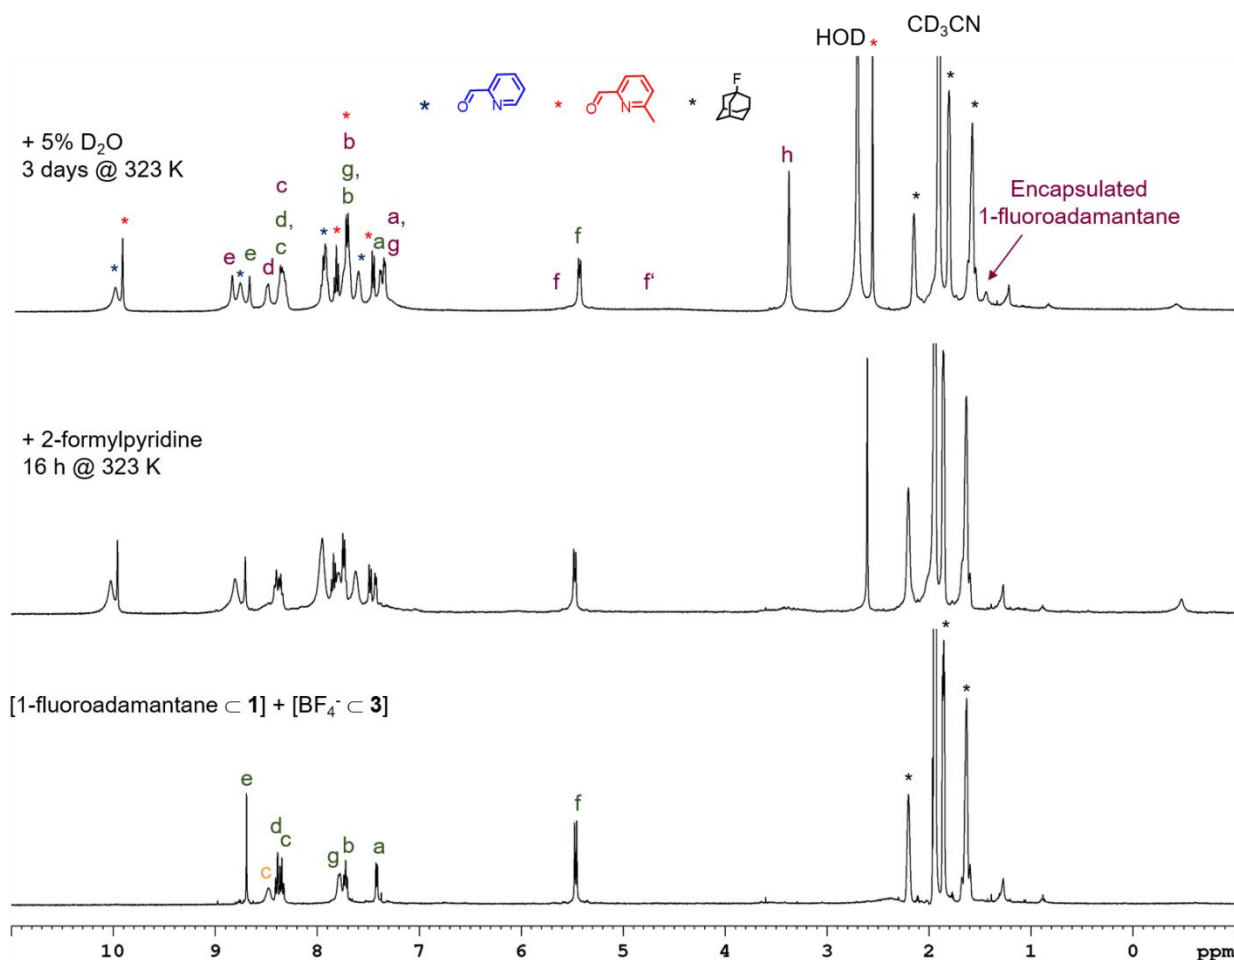 HOD * CD₃CN
* O N * O N * F
+ 5% D₂O
3 days @ 323 K
* b g, b
c d, c
* * e * e d * * * a a, g
f f f'
h
* * *
Encapsulated
1-fluoroadamantane
+ 2-formylpyridine
16 h @ 323 K
[1-fluoroadamantane ⊂ 1] + [BF₄⁻ ⊂ 3]
e d c c g b a f * * *
10 9 8 7 6 5 4 3 2 1 0 ppm